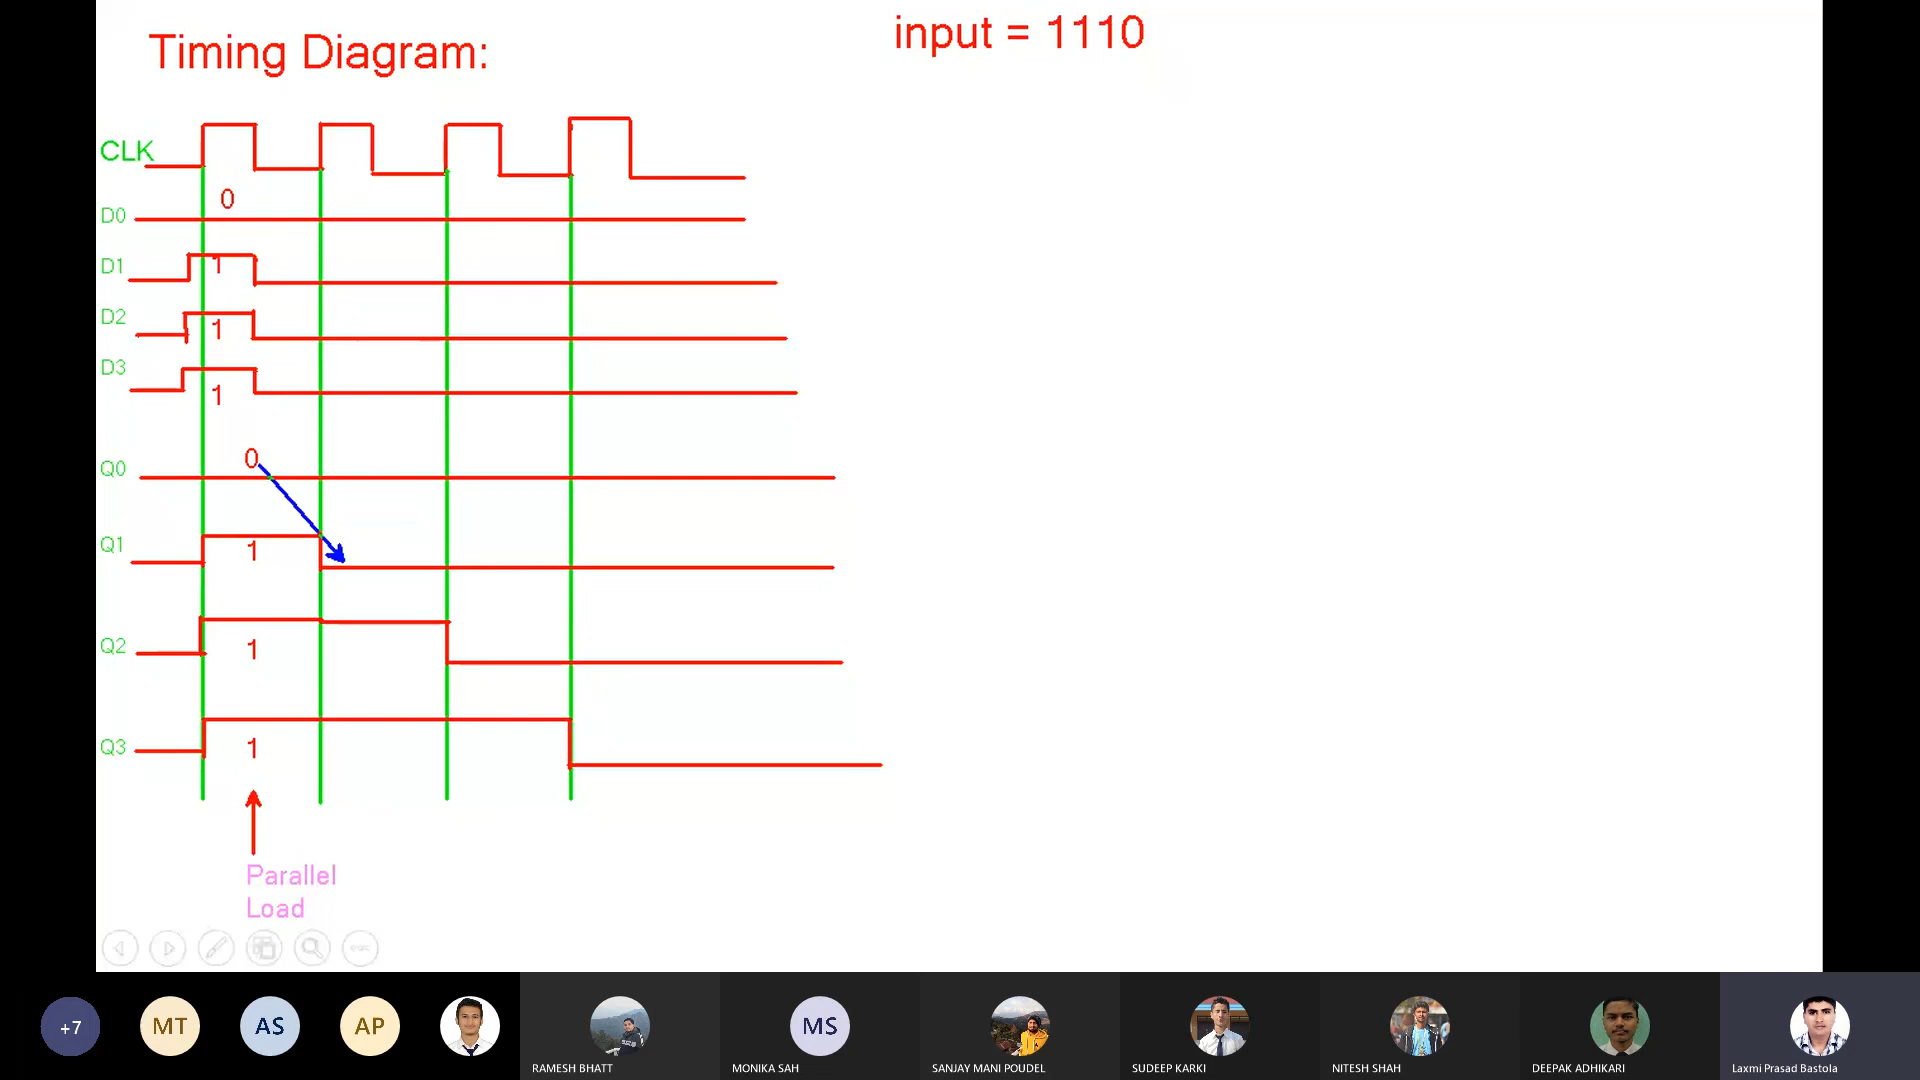 Timing Diagram:
input = 1110
CLK
0
D0
D1
1
D2
1
D3
1
0
Q0
Q1
1
Q2
1
Q3
1
Parallel
Load
+7
MT
AS
AP
MS
RAMESH BHATT
MONIKA SAH
SANJAY MANI POUDEL
SUDEEP KARKI
NITESH SHAH
DEEPAK ADHIKARI
Laxmi Prasad Bastola